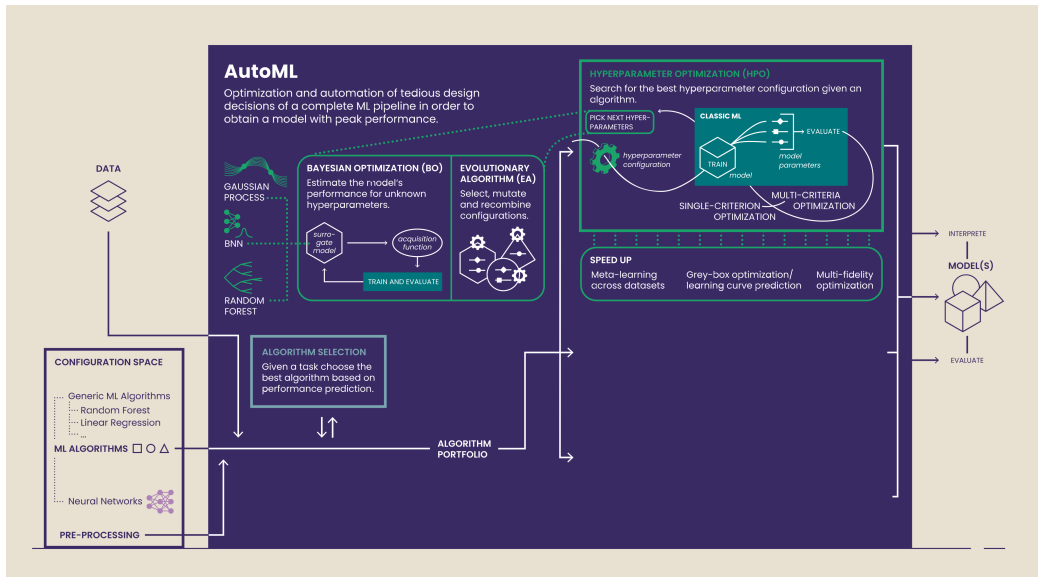 AutoML
Optimization and automation of tedious design
decisions of a complete ML pipeline in order to
obtain a model with peak performance.
HYPERPARAMETER OPTIMIZATION (HPO)
Search for the best hyperparameter configuration given an
algorithm.
PICK NEXT HYPER-
PARAMETERS
hyperparameter
configuration
CLASSIC ML
TRAIN
model
EVALUATE
model
parameters
MULTI-CRITERIA
OPTIMIZATION
SINGLE-CRITERION
OPTIMIZATION
DATA
GAUSSIAN
PROCESS
BNN
RANDOM
FOREST
BAYESIAN OPTIMIZATION (BO)
Estimate the model's
performance for unknown
hyperparameters.
surro-
gate
model
acquisition
function
TRAIN AND EVALUATE
EVOLUTIONARY
ALGORITHM (EA)
Select, mutate
and recombine
configurations.
SPEED UP
Meta-learning
across datasets
Grey-box optimization/
learning curve prediction
Multi-fidelity
optimization
INTERPRETE
MODEL(S)
EVALUATE
ALGORITHM SELECTION
Given a task choose the
best algorithm based on
performance prediction.
CONFIGURATION SPACE
Generic ML Algorithms
Random Forest
Linear Regression
...
ML ALGORITHMS
Neural Networks
PRE-PROCESSING
ALGORITHM
PORTFOLIO